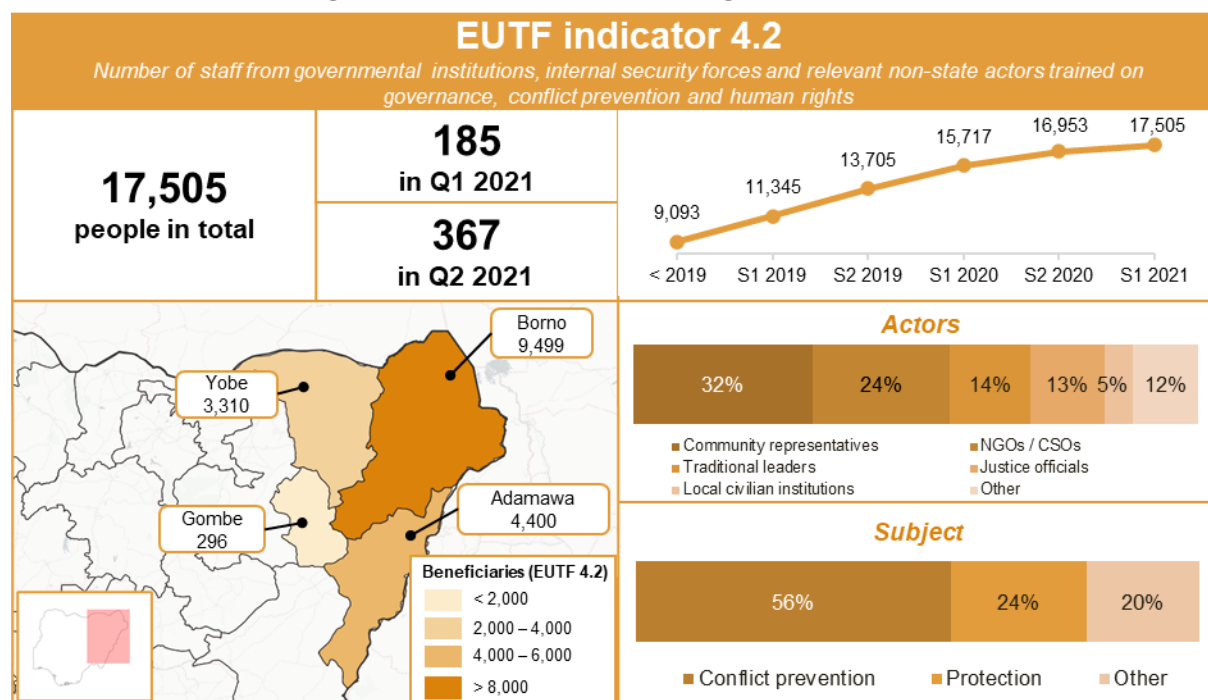 EUTF indicator 4.2
Number of staff from governmental institutions, internal security forces and relevant non-state actors trained on
governance, conflict prevention and human rights
17,505
people in total
185
in Q1 2021
367
in Q2 2021
9,093
11,345
13,705
15,717
16,953
17,505
< 2019
S1 2019
S2 2019
S1 2020
S2 2020
S1 2021
Borno
9,499
Yobe
3,310
Gombe
296
Adamawa
4,400
Beneficiaries (EUTF 4.2)
< 2,000
2,000 – 4,000
4,000 – 6,000
> 8,000
Actors
32%
24%
14%
13%
5%
12%
Community representatives
NGOs / CSOs
Traditional leaders
Justice officials
Local civilian institutions
Other
Subject
56%
24%
20%
Conflict prevention
Protection
Other